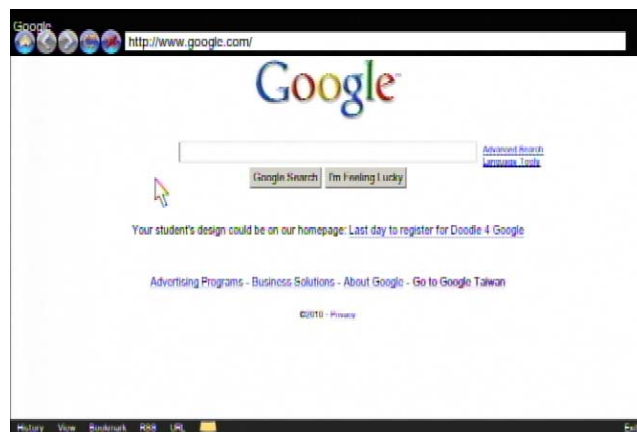 Google
http://www.google.com/
Google
Advanced Search
Language Tools
Google Search I'm Feeling Lucky
Your student's design could be on our homepage: Last day to register for Doodle 4 Google
Advertising Programs - Business Solutions - About Google - Go to Google Taiwan
©2010 - Privacy
History View Bookmark RSS URL